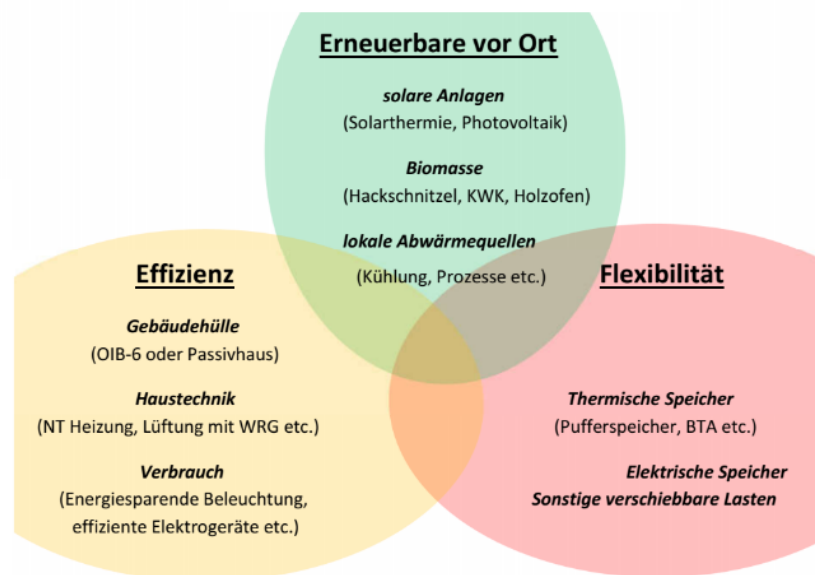 Erneuerbare vor Ort
solare Anlagen
(Solarthermie, Photovoltaik)
Biomasse
(Hackschnitzel, KWK, Holzofen)
lokale Abwärmequellen
(Kühlung, Prozesse etc.)
Effizienz
Gebäudehülle
(OIB-6 oder Passivhaus)
Haustechnik
(NT Heizung, Lüftung mit WRG etc.)
Verbrauch
(Energiesparende Beleuchtung,
effiziente Elektrogeräte etc.)
Flexibilität
Thermische Speicher
(Pufferspeicher, BTA etc.)
Elektrische Speicher
Sonstige verschiebbare Lasten